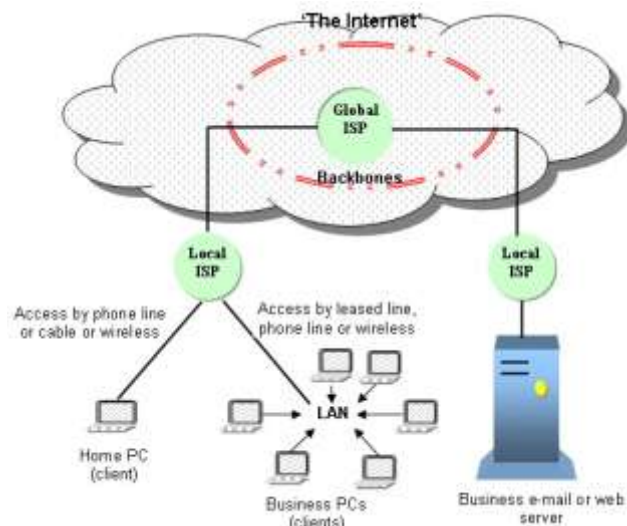 'The Internet'
Global
ISP
Backbones
Local
ISP
Local
ISP
Access by phone line
or cable or wireless
Access by leased line,
phone line or wireless
LAN
Home PC
(client)
Business PCs
(clients)
Business e-mail or web
server